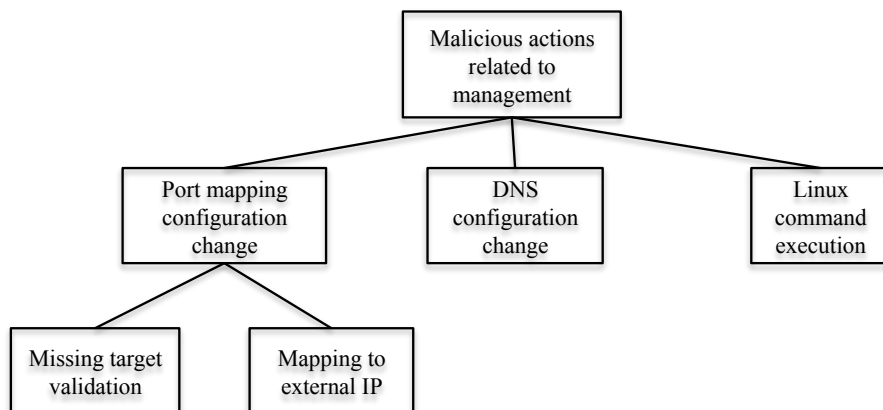 Malicious actions
related to
management
Port mapping
configuration
change
DNS
configuration
change
Linux
command
execution
Missing target
validation
Mapping to
external IP